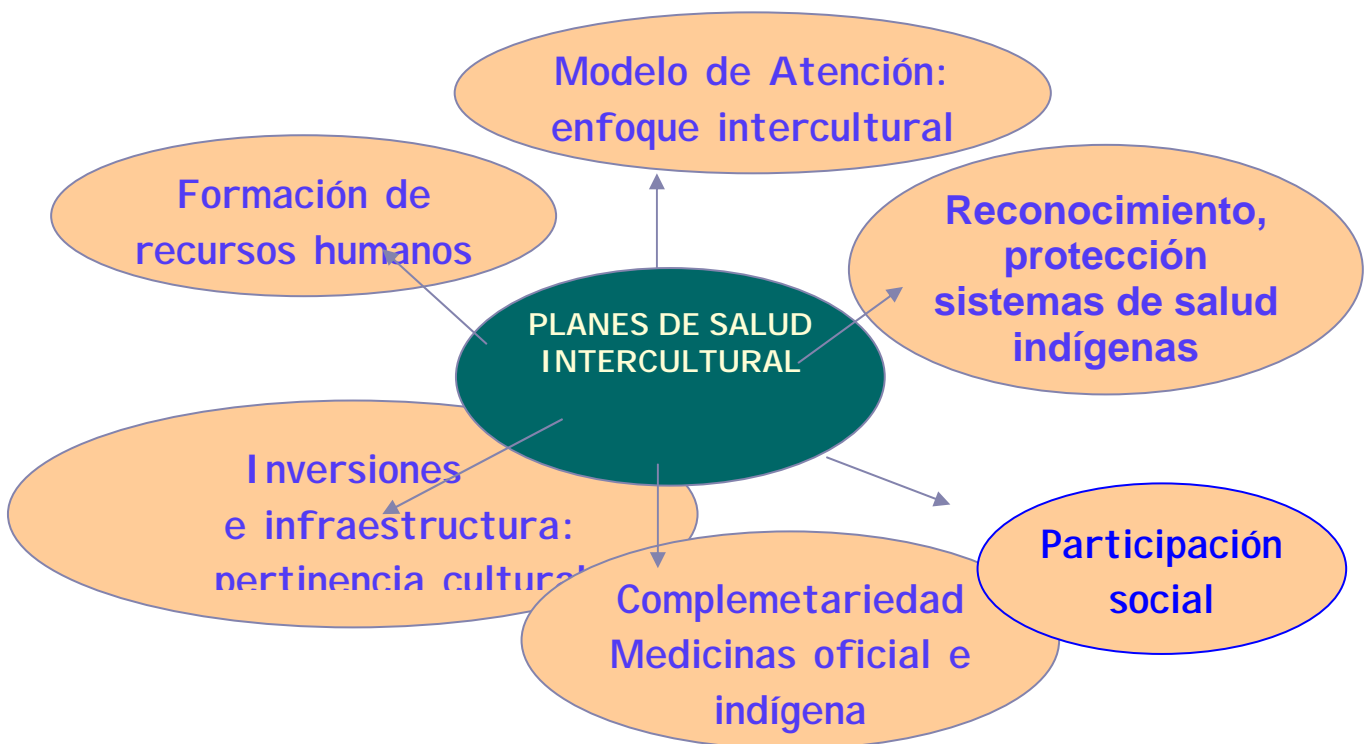 Modelo de Atención:
enfoque intercultural
Formación de
recursos humanos
Reconocimiento,
protección
sistemas de salud
indígenas
PLANES DE SALUD
INTERCULTURAL
Inversiones
e infraestructura:
pertinencia cultural
Participación
social
Complemetariedad
Medicinas oficial e
indígena